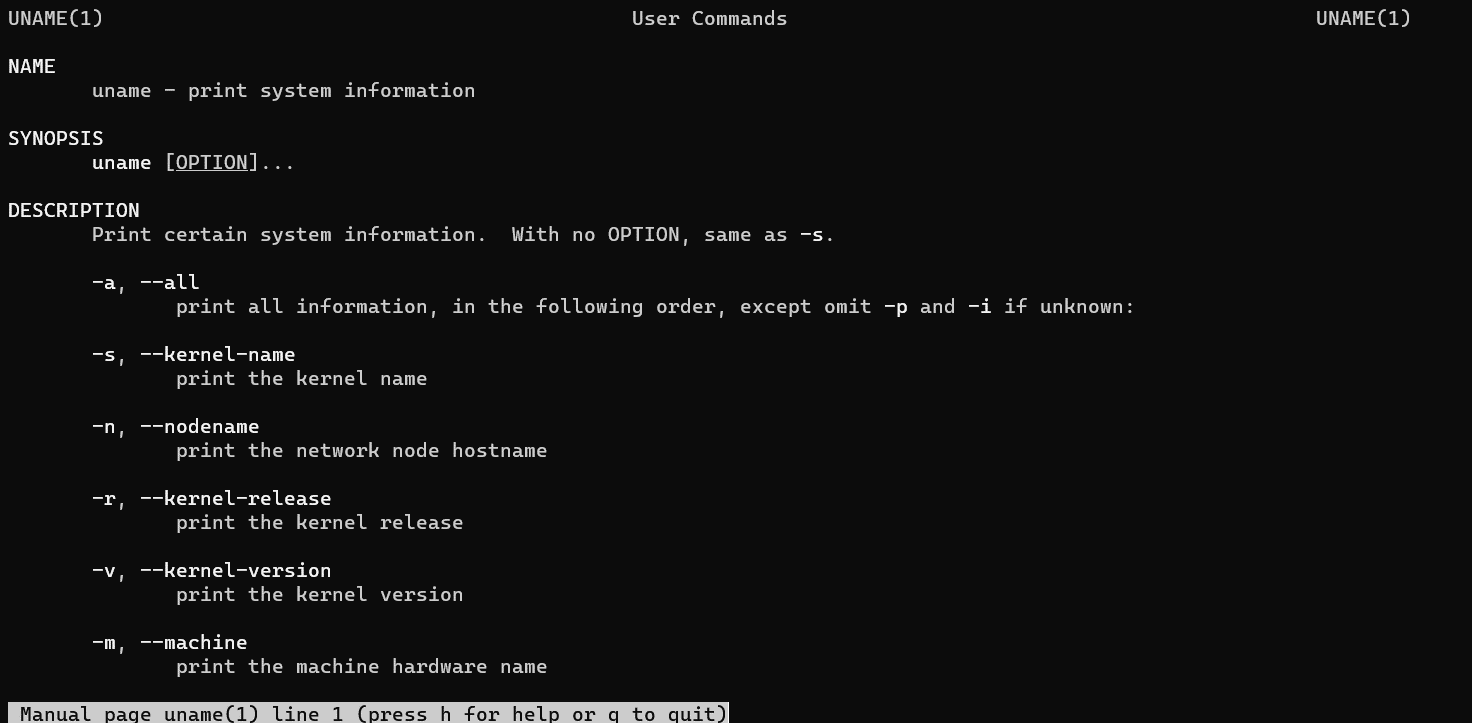 UNAME(1) User Commands UNAME(1)
NAME
uname - print system information
SYNOPSIS
uname [OPTION]...
DESCRIPTION
Print certain system information. With no OPTION, same as -s.
-a, --all
print all information, in the following order, except omit -p and -i if unknown:
-s, --kernel-name
print the kernel name
-n, --nodename
print the network node hostname
-r, --kernel-release
print the kernel release
-v, --kernel-version
print the kernel version
-m, --machine
print the machine hardware name
Manual page uname(1) line 1 (press h for help or q to quit)